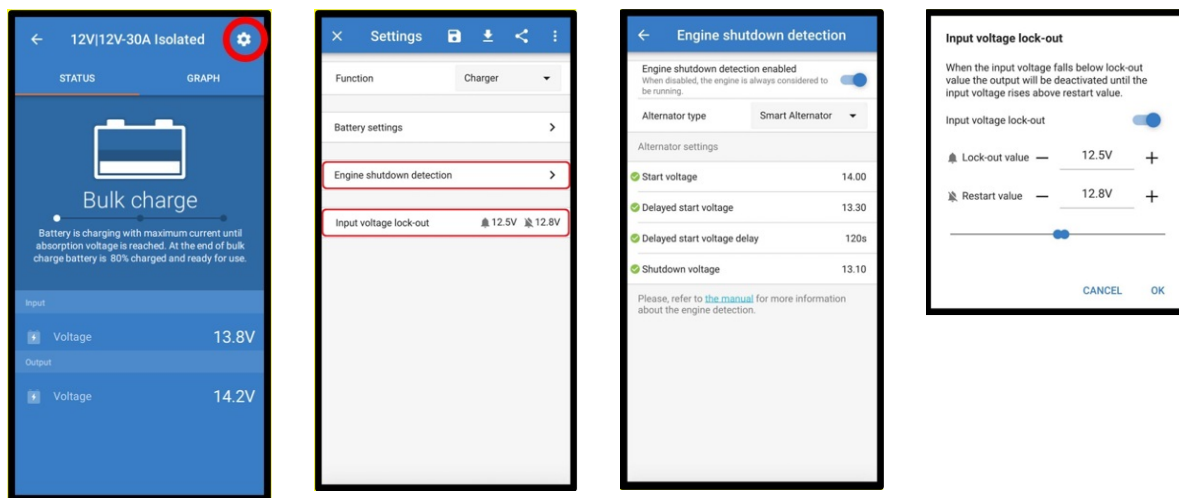 12V|12V-30A Isolated
STATUS
GRAPH
Bulk charge
Battery is charging with maximum current until
absorption voltage is reached. At the end of bulk
charge battery is 80% charged and ready for use.
Input
Voltage 13.8V
Output
Voltage 14.2V
Settings
Function Charger
Battery settings
Engine shutdown detection
Input voltage lock-out 12.5V 12.8V
Engine shutdown detection
Engine shutdown detection enabled
When disabled, the engine is always considered to
be running.
Alternator type Smart Alternator
Alternator settings
Start voltage 14.00
Delayed start voltage 13.30
Delayed start voltage delay 120s
Shutdown voltage 13.10
Please, refer to the manual for more information
about the engine detection.
Input voltage lock-out
When the input voltage falls below lock-out
value the output will be deactivated until the
input voltage rises above restart value.
Input voltage lock-out
Lock-out value — 12.5V +
Restart value — 12.8V +
CANCEL OK